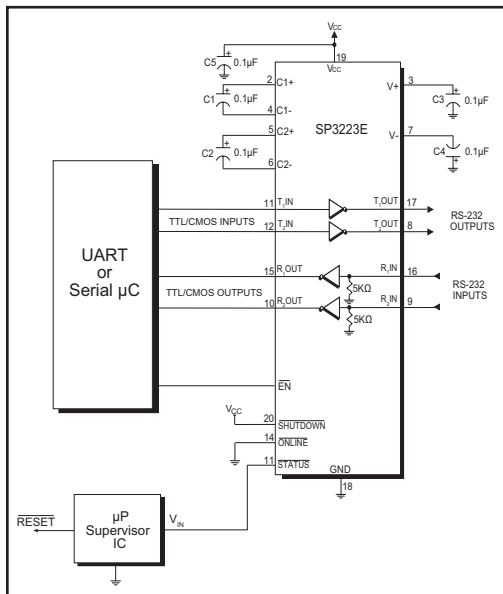 VCC
C5 + 0.1µF
19
VCC
2 C1+
C1 + 0.1µF
4 C1-
5 C2+
C2 + 0.1µF
6 C2-
SP3223E
V+ 3
C3 + 0.1µF
V- 7
C4 + 0.1µF
11 T1IN T1OUT 17
TTL/CMOS INPUTS
12 T2IN T2OUT 8
RS-232
OUTPUTS
UART
or
Serial µC
15 R1OUT R1IN 16
5KΩ
TTL/CMOS OUTPUTS
10 R2OUT R2IN 9
5KΩ
RS-232
INPUTS
EN
VCC
20 SHUTDOWN
14 ONLINE
11 STATUS
GND
18
RESET
µP
Supervisor
IC
VIN